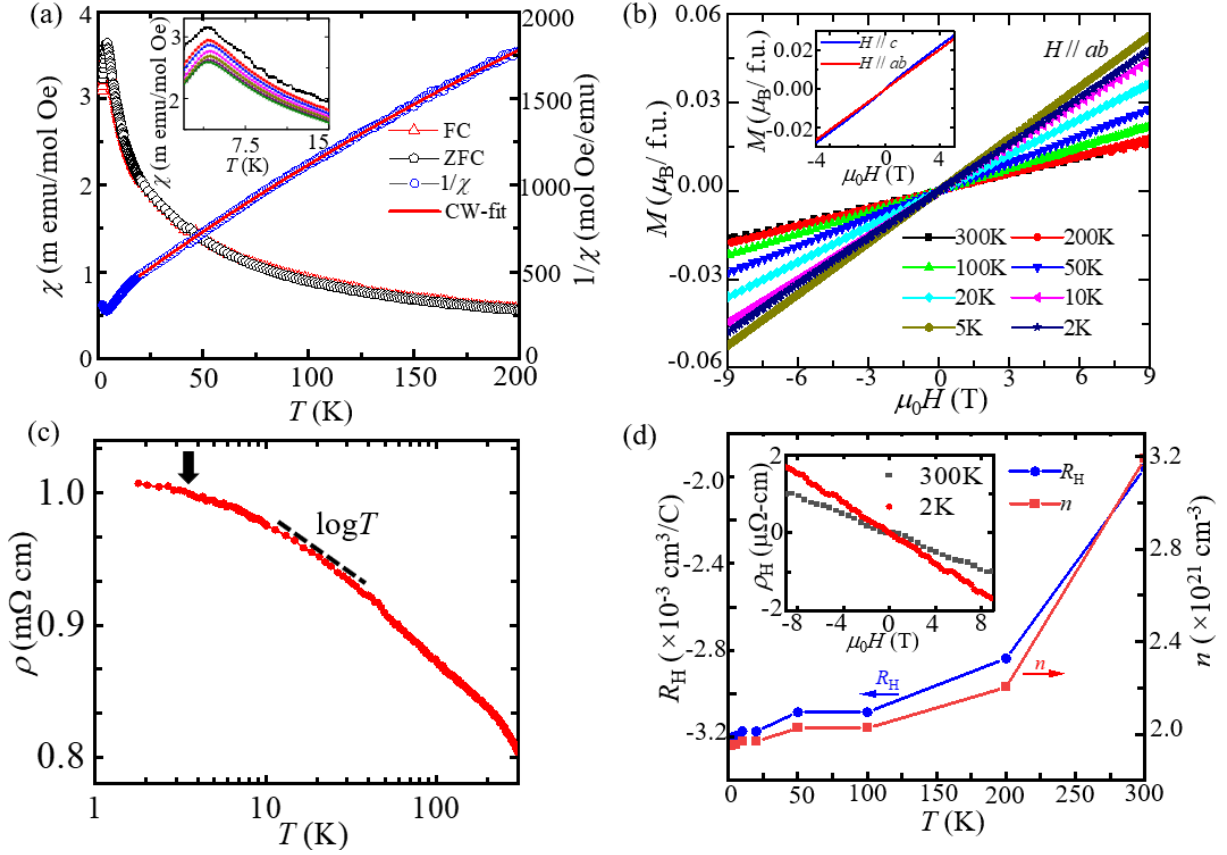 (a)
χ (m emu/mol Oe)
4
3
2
1
0
0
50
100
150
200
T (K)
2000
1500
1000
500
0
1/χ (mol Oe/emu)
χ (m emu/mol Oe)
3
2
7.5
15
T (K)
FC
ZFC
1/χ
CW-fit
(b)
M (μB/ f.u.)
0.06
0.03
0.00
-0.03
-0.06
-9
-6
-3
0
3
6
9
μ0H (T)
H // ab
M (μB/ f.u.)
0.02
0.00
-0.02
-4
0
4
μ0H (T)
H // c
H // ab
300K
200K
100K
50K
20K
10K
5K
2K
(c)
ρ (mΩ cm)
1.0
0.9
0.8
1
10
100
T (K)
logT
(d)
RH ( ×10-3 cm3/C)
-2.0
-2.4
-2.8
-3.2
0
50
100
150
200
250
300
T (K)
3.2
2.8
2.4
2.0
n ( ×1021 cm-3)
ρH (μΩ-cm)
2
0
-2
-8
-4
0
4
8
μ0H (T)
300K
2K
RH
n
RH
n